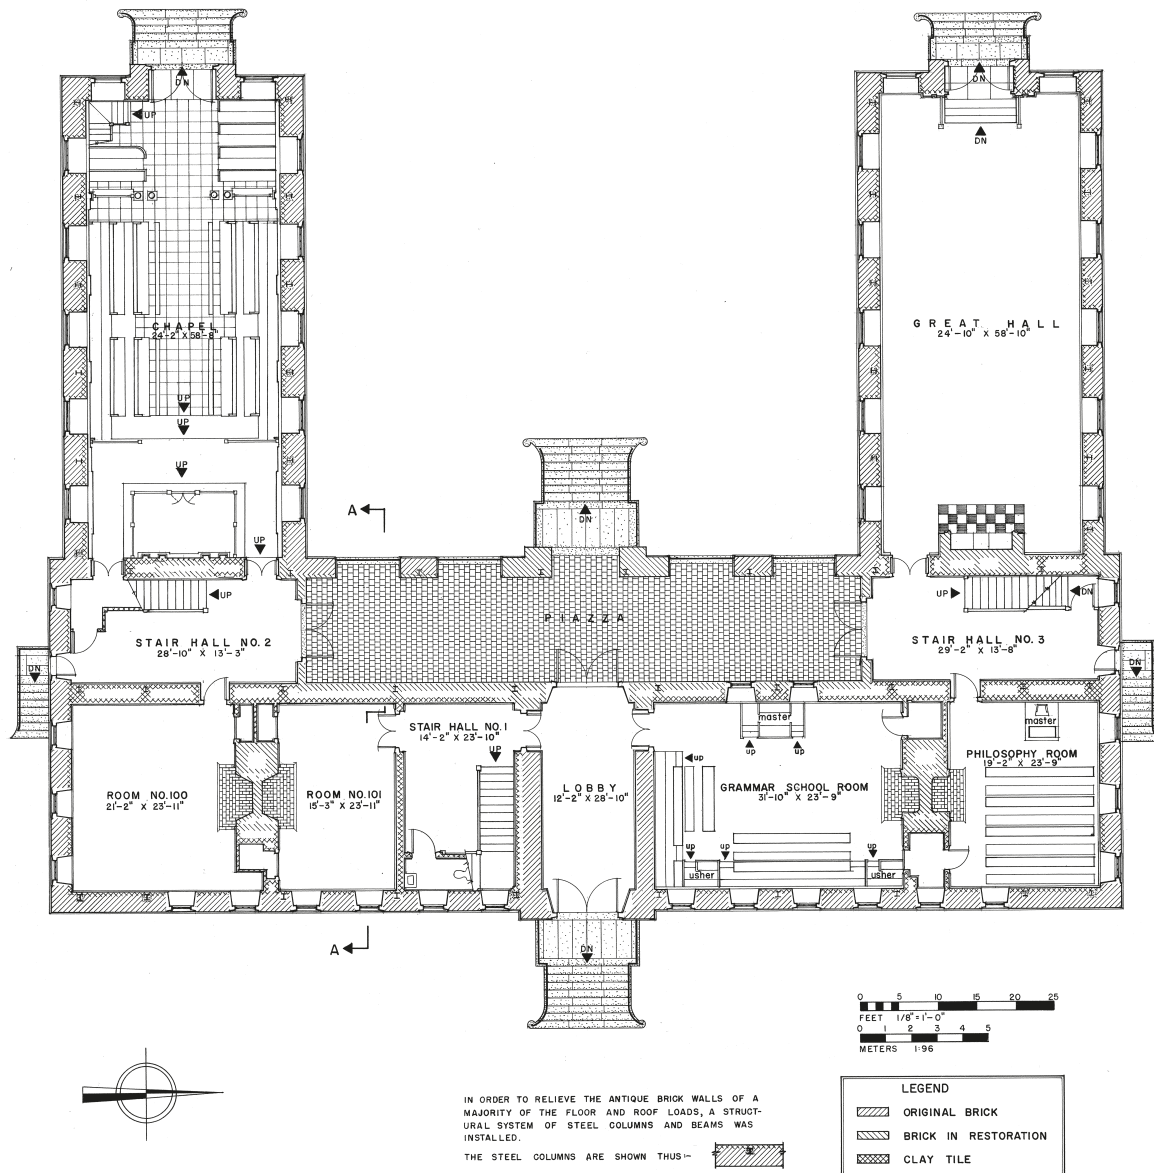 DN
DN
UP
DN
CHAPEL
24'-2" X 58'-8"
GREAT HALL
24'-10" X 58'-10"
UP
UP
UP
A
DN
UP
UP
UP
DN
PIAZZA
STAIR HALL NO. 2
28'-10" X 13'-3"
STAIR HALL NO. 3
29'-2" X 13'-8"
DN
DN
STAIR HALL NO. 1
14'-2" X 23'-10"
UP
master
up
up
master
PHILOSOPHY ROOM
19'-2" X 23'-9"
up
ROOM NO. 100
21'-2" X 23'-11"
ROOM NO. 101
15'-3" X 23'-11"
LOBBY
12'-2" X 28'-10"
GRAMMAR SCHOOL ROOM
31'-10" X 23'-9"
up
up
up
usher
usher
A
DN
0 5 10 15 20 25
FEET 1/8"=1'-0"
0 1 2 3 4 5
METERS 1:96
IN ORDER TO RELIEVE THE ANTIQUE BRICK WALLS OF A
MAJORITY OF THE FLOOR AND ROOF LOADS, A STRUCT-
URAL SYSTEM OF STEEL COLUMNS AND BEAMS WAS
INSTALLED.
THE STEEL COLUMNS ARE SHOWN THUS:-
LEGEND
ORIGINAL BRICK
BRICK IN RESTORATION
CLAY TILE